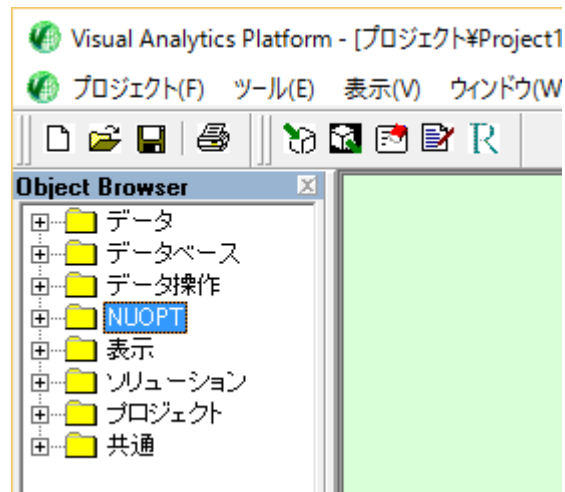 Visual Analytics Platform - [プロジェクト¥Project1
プロジェクト(F) ツール(E) 表示(V) ウィンドウ(W
Object Browser
データ
データベース
データ操作
NUOPT
表示
ソリューション
プロジェクト
共通